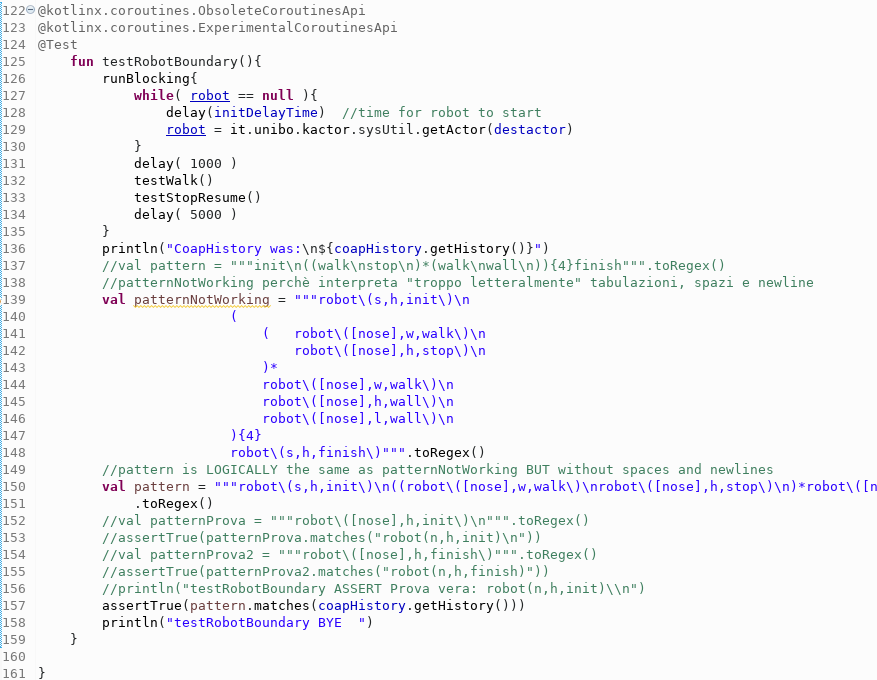 122 @kotlinx.coroutines.ObsoleteCoroutinesApi
123 @kotlinx.coroutines.ExperimentalCoroutinesApi
124 @Test
125     fun testRobotBoundary(){
126         runBlocking{
127             while( robot == null ){
128                 delay(initDelayTime)  //time for robot to start
129                 robot = it.unibo.kactor.sysUtil.getActor(destactor)
130             }
131             delay( 1000 )
132             testWalk()
133             testStopResume()
134             delay( 5000 )
135         }
136         println("CoapHistory was:\n${coapHistory.getHistory()}")
137         //val pattern = """init\n((walk\nstop\n)*(walk\nwall\n)){4}finish""".toRegex()
138         //patternNotWorking perchè interpreta "troppo letteralmente" tabulazioni, spazi e newline
139         val patternNotWorking = """robot\(s,h,init\)\n
140                         (
141                             (   robot\([nose],w,walk\)\n
142                                 robot\([nose],h,stop\)\n
143                             )*
144                             robot\([nose],w,walk\)\n
145                             robot\([nose],h,wall\)\n
146                             robot\([nose],l,wall\)\n
147                         ){4}
148                         robot\(s,h,finish\)""".toRegex()
149         //pattern is LOGICALLY the same as patternNotWorking BUT without spaces and newlines
150         val pattern = """robot\(s,h,init\)\n((robot\([nose],w,walk\)\nrobot\([nose],h,stop\)\n)*robot\([n
151             .toRegex()
152         //val patternProva = """robot\([nose],h,init\)\n""".toRegex()
153         //assertTrue(patternProva.matches("robot(n,h,init)\n"))
154         //val patternProva2 = """robot\([nose],h,finish\)""".toRegex()
155         //assertTrue(patternProva2.matches("robot(n,h,finish)"))
156         //println("testRobotBoundary ASSERT Prova vera: robot(n,h,init)\\n")
157         assertTrue(pattern.matches(coapHistory.getHistory()))
158         println("testRobotBoundary BYE  ")
159     }
160
161 }